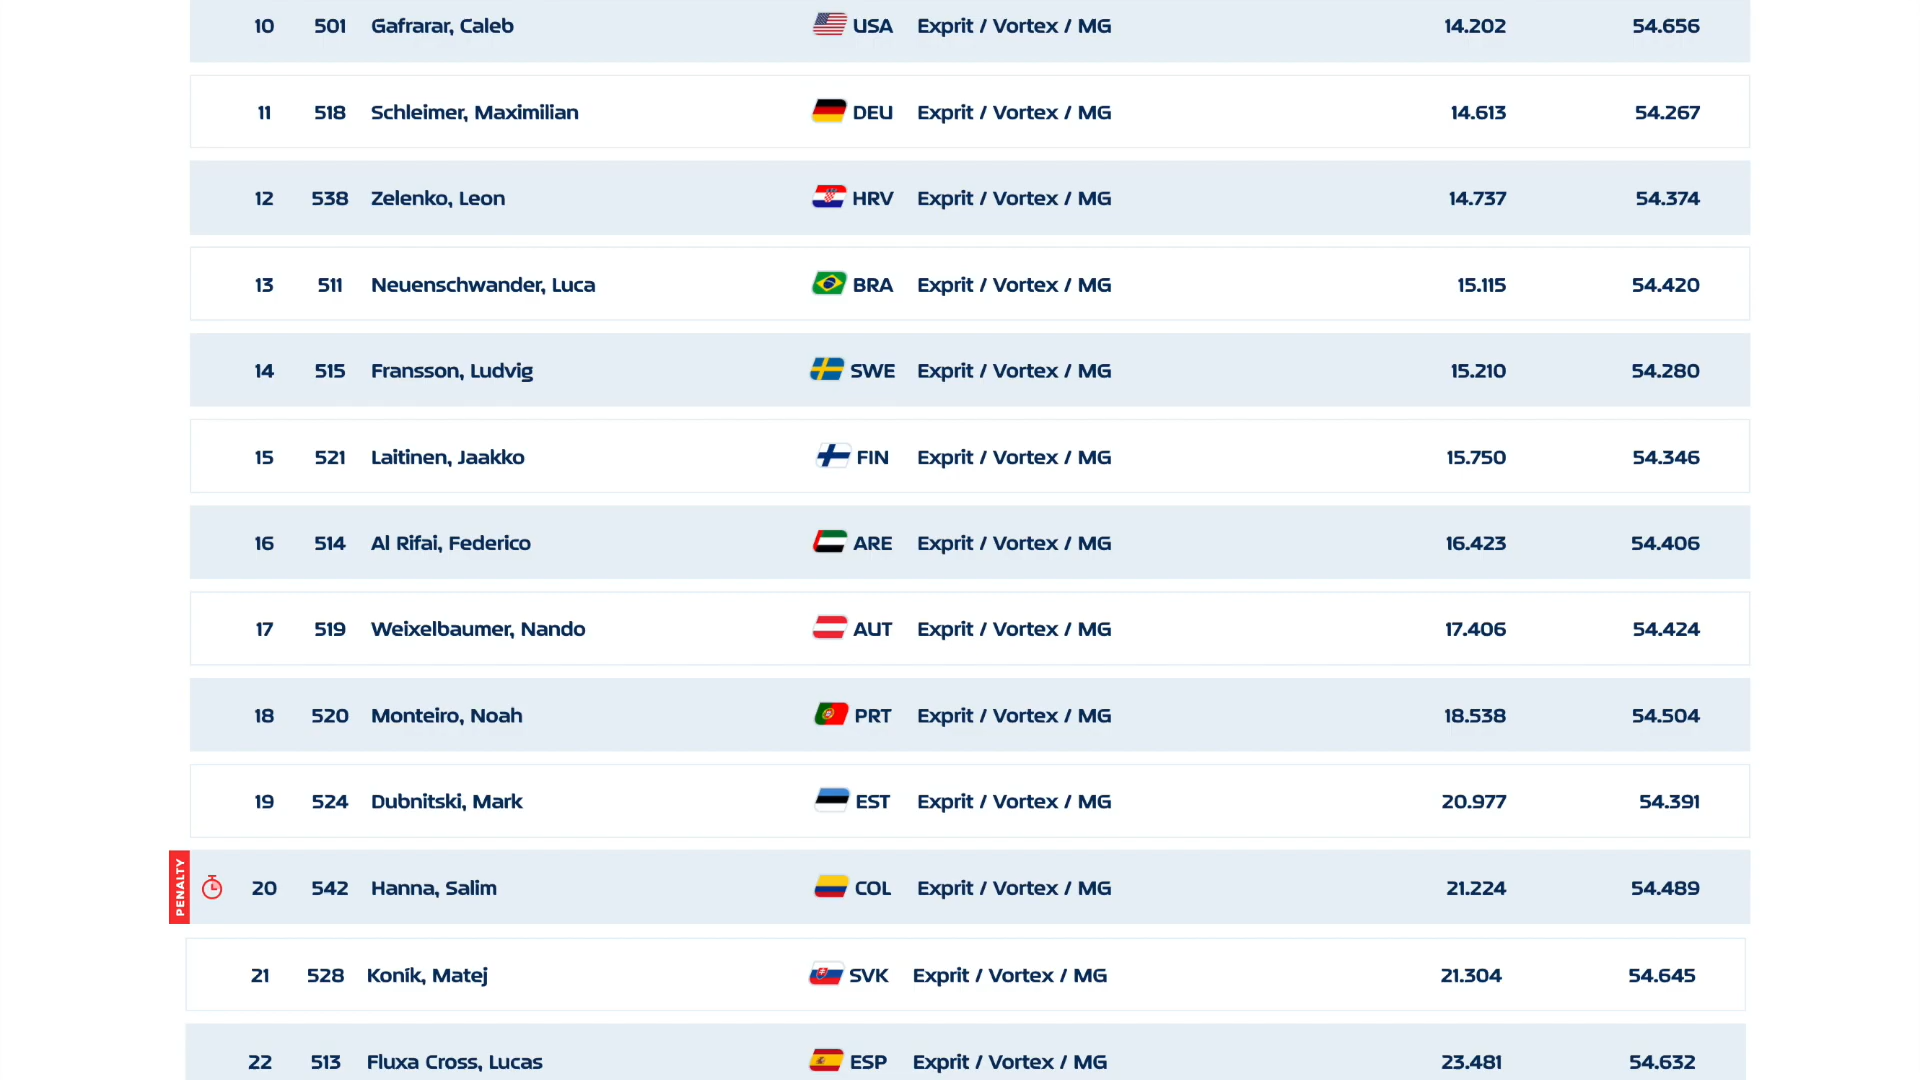 10 501 Gafrarar, Caleb USA Exprit / Vortex / MG 14.202 54.656
11 518 Schleimer, Maximilian DEU Exprit / Vortex / MG 14.613 54.267
12 538 Zelenko, Leon HRV Exprit / Vortex / MG 14.737 54.374
13 511 Neuenschwander, Luca BRA Exprit / Vortex / MG 15.115 54.420
14 515 Fransson, Ludvig SWE Exprit / Vortex / MG 15.210 54.280
15 521 Laitinen, Jaakko FIN Exprit / Vortex / MG 15.750 54.346
16 514 Al Rifai, Federico ARE Exprit / Vortex / MG 16.423 54.406
17 519 Weixelbaumer, Nando AUT Exprit / Vortex / MG 17.406 54.424
18 520 Monteiro, Noah PRT Exprit / Vortex / MG 18.538 54.504
19 524 Dubnitski, Mark EST Exprit / Vortex / MG 20.977 54.391
PENALTY 20 542 Hanna, Salim COL Exprit / Vortex / MG 21.224 54.489
21 528 Koník, Matej SVK Exprit / Vortex / MG 21.304 54.645
22 513 Fluxa Cross, Lucas ESP Exprit / Vortex / MG 23.481 54.632